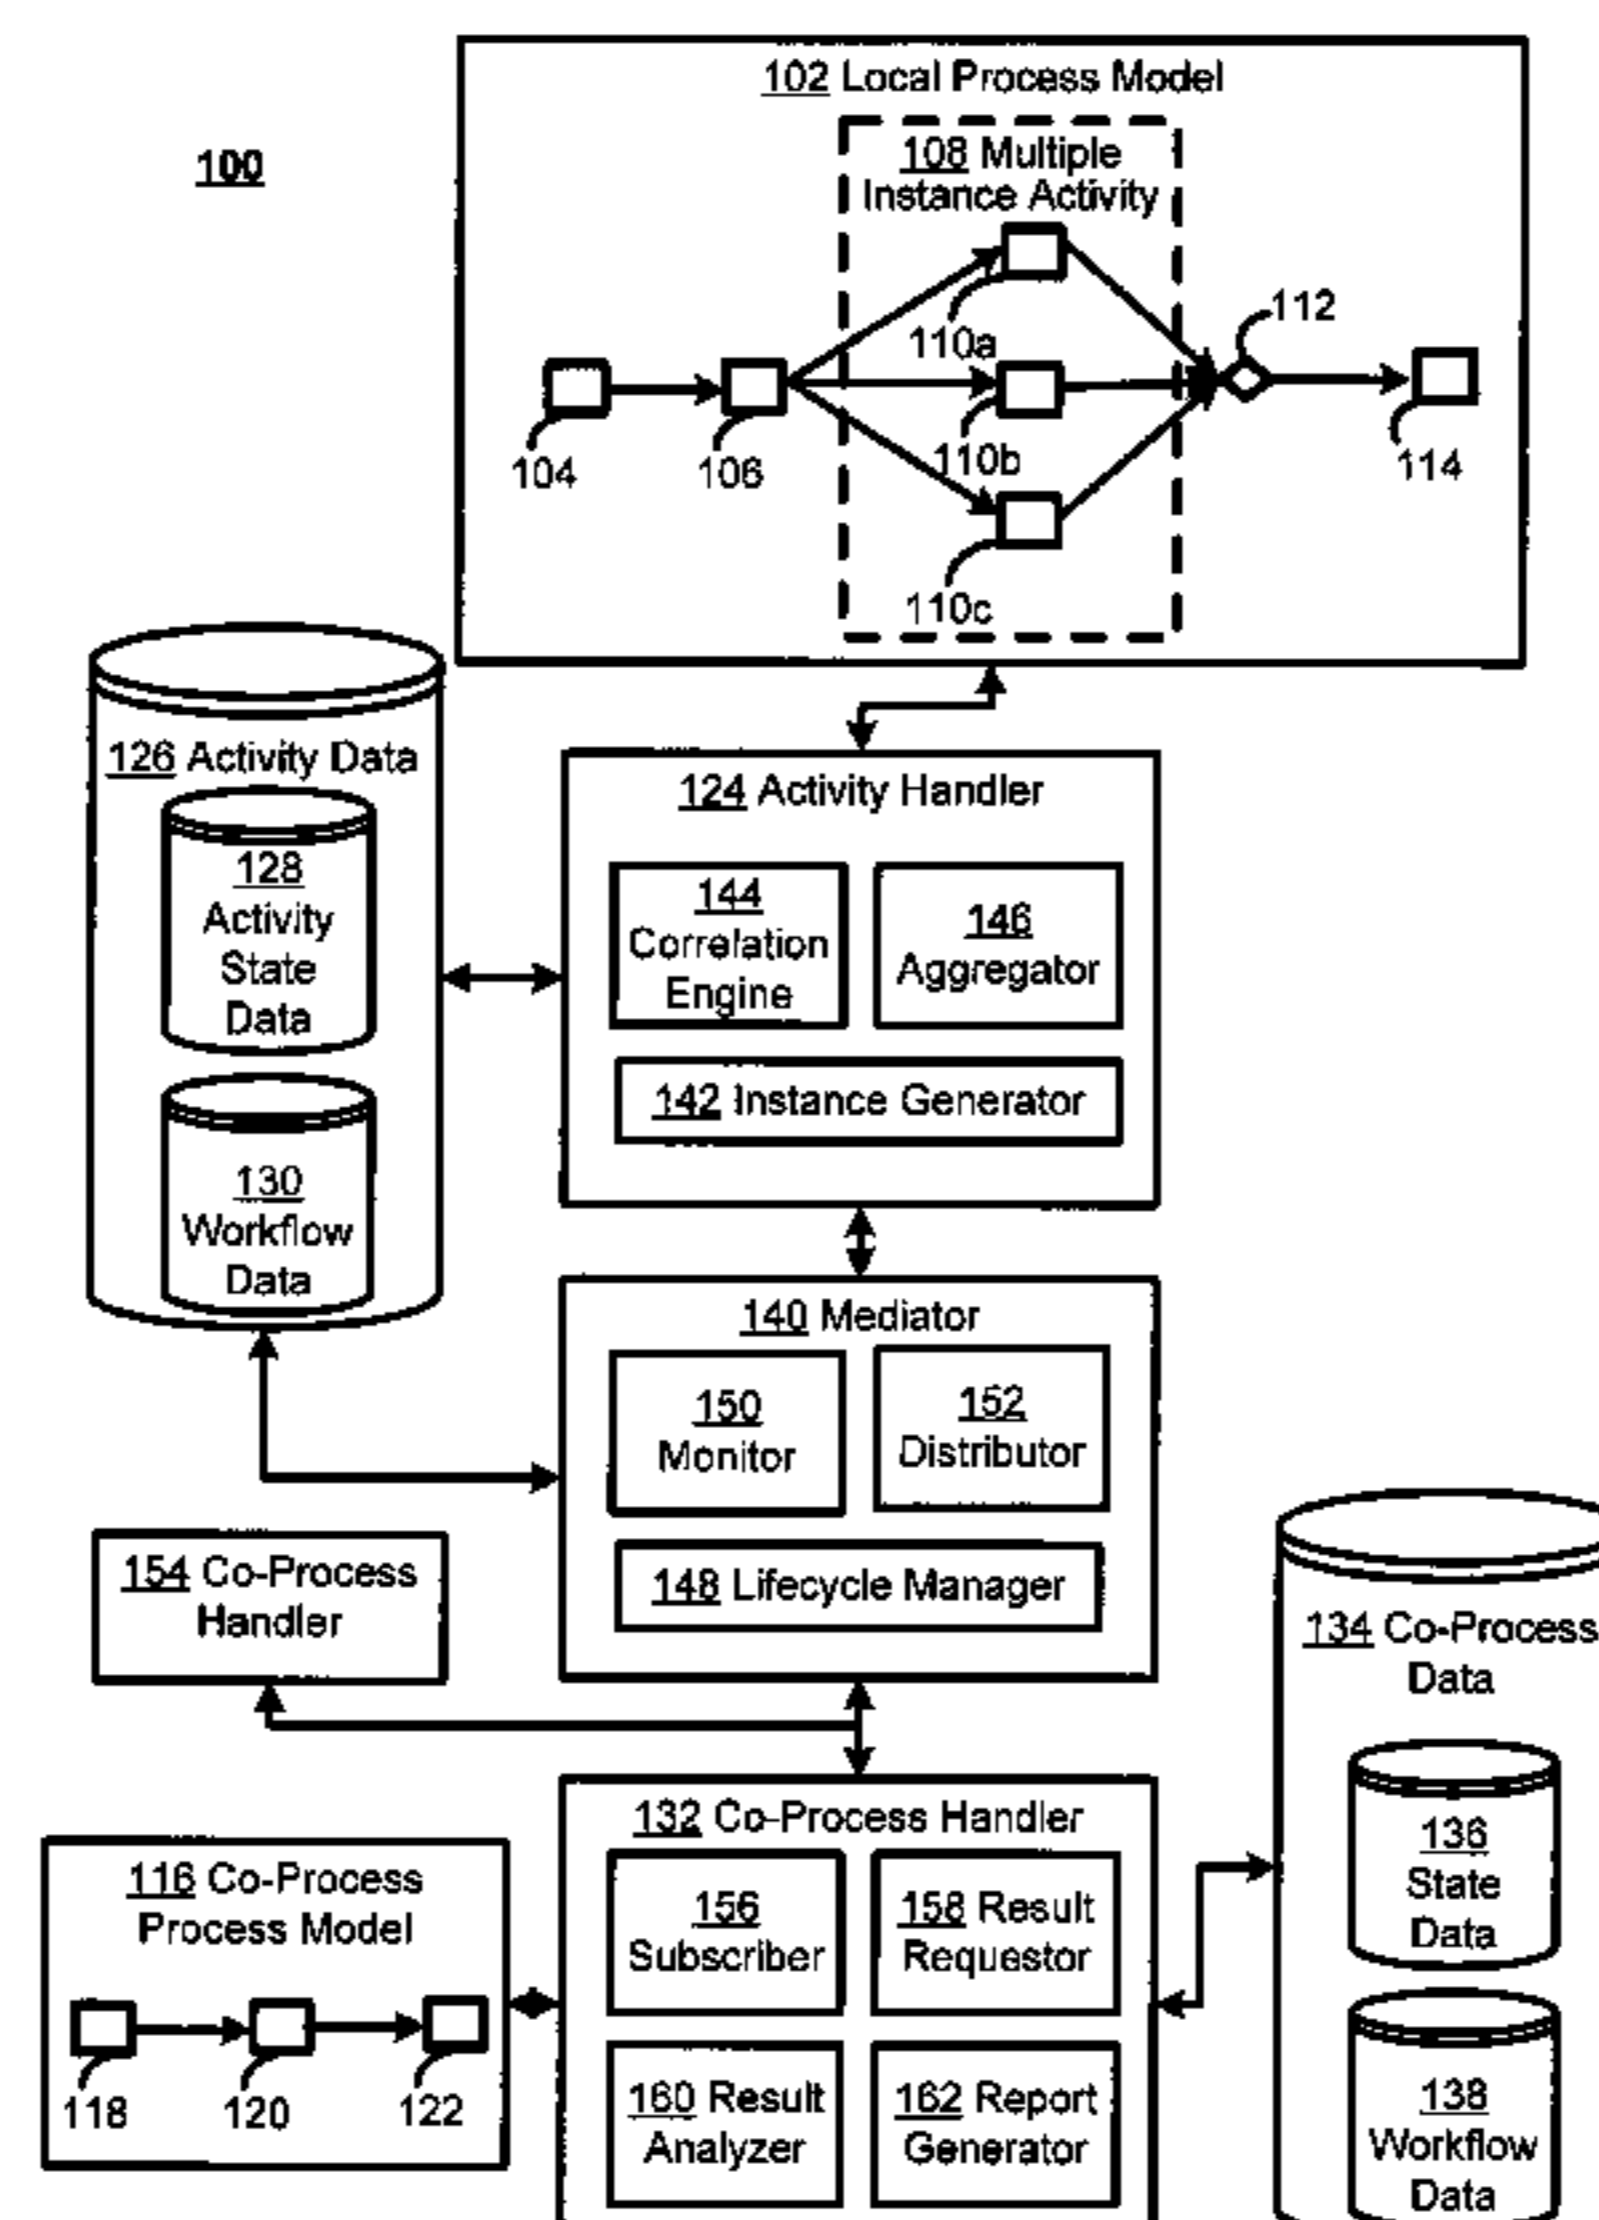 102 Local Process Model
100
108 Multiple
Instance Activity
110a
112
104
106
110b
114
110c
126 Activity Data
128
Activity
State
Data
130
Workflow
Data
124 Activity Handler
144
Correlation
Engine
146
Aggregator
142 Instance Generator
140 Mediator
150
Monitor
152
Distributor
148 Lifecycle Manager
154 Co-Process
Handler
134 Co-Process
Data
136
State
Data
138
Workflow
Data
132 Co-Process Handler
156
Subscriber
158 Result
Requestor
160 Result
Analyzer
162 Report
Generator
116 Co-Process
Process Model
118
120
122